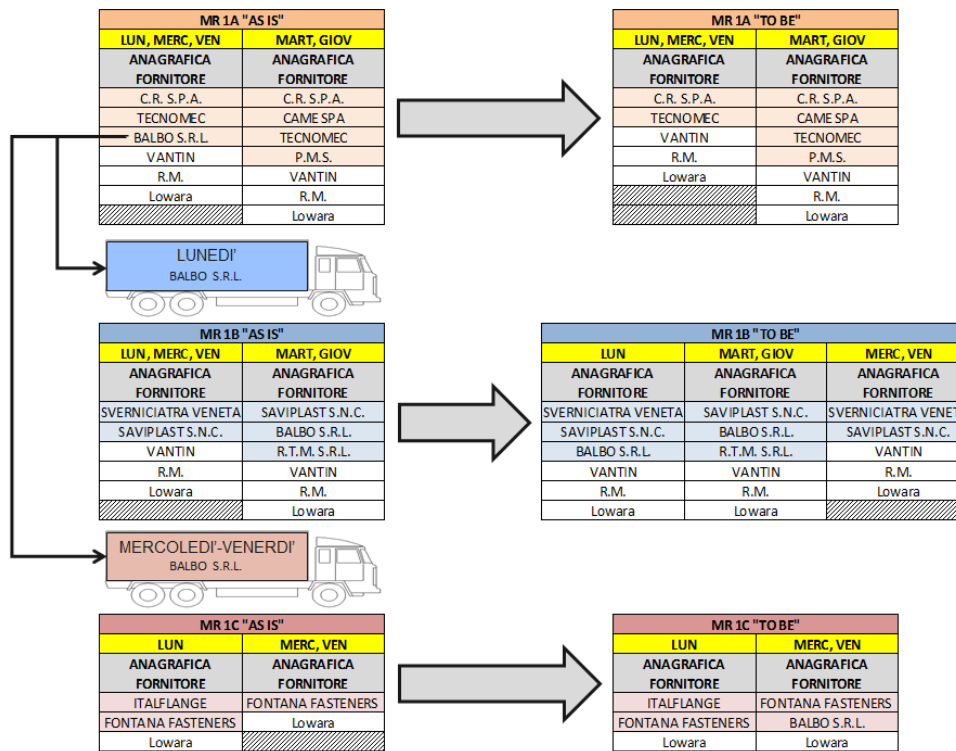 MR 1A "AS IS"
LUN, MERC, VEN MART, GIOV
ANAGRAFICA ANAGRAFICA
FORNITORE FORNITORE
C.R. S.P.A. C.R. S.P.A.
TECNOMEC CAME SPA
BALBO S.R.L. TECNOMEC
VANTIN P.M.S.
R.M. VANTIN
Lowara R.M.
Lowara
MR 1A "TO BE"
LUN, MERC, VEN MART, GIOV
ANAGRAFICA ANAGRAFICA
FORNITORE FORNITORE
C.R. S.P.A. C.R. S.P.A.
TECNOMEC CAME SPA
VANTIN TECNOMEC
R.M. P.M.S.
Lowara VANTIN
R.M.
Lowara
LUNEDI'
BALBO S.R.L.
MR 1B "AS IS"
LUN, MERC, VEN MART, GIOV
ANAGRAFICA ANAGRAFICA
FORNITORE FORNITORE
SVERNICIATRA VENETA SAVIPLAST S.N.C.
SAVIPLAST S.N.C. BALBO S.R.L.
VANTIN R.T.M. S.R.L.
R.M. VANTIN
Lowara R.M.
Lowara
MR 1B "TO BE"
LUN MART, GIOV MERC, VEN
ANAGRAFICA ANAGRAFICA ANAGRAFICA
FORNITORE FORNITORE FORNITORE
SVERNICIATRA VENETA SAVIPLAST S.N.C. SVERNICIATRA VENETA
SAVIPLAST S.N.C. BALBO S.R.L. SAVIPLAST S.N.C.
BALBO S.R.L. R.T.M. S.R.L. VANTIN
VANTIN VANTIN R.M.
R.M. R.M. Lowara
Lowara Lowara
MERCOLEDI'-VENERDI'
BALBO S.R.L.
MR 1C "AS IS"
LUN MERC, VEN
ANAGRAFICA ANAGRAFICA
FORNITORE FORNITORE
ITALFLANGE FONTANA FASTENERS
FONTANA FASTENERS Lowara
Lowara
MR 1C "TO BE"
LUN MERC, VEN
ANAGRAFICA ANAGRAFICA
FORNITORE FORNITORE
ITALFLANGE FONTANA FASTENERS
FONTANA FASTENERS BALBO S.R.L.
Lowara Lowara